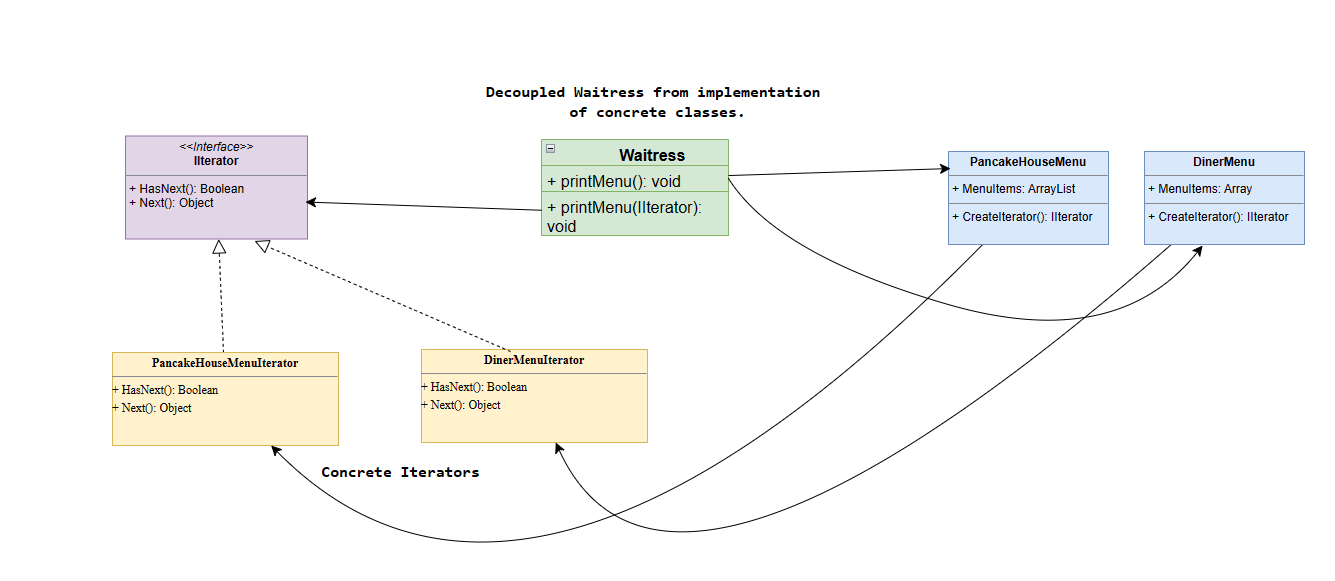 Decoupled Waitress from implementation
of concrete classes.
<<Interface>>
IIterator
+ HasNext(): Boolean
+ Next(): Object
Waitress
+ printMenu(): void
+ printMenu(IIterator):
void
PancakeHouseMenu
+ MenuItems: ArrayList
+ CreateIterator(): IIterator
DinerMenu
+ MenuItems: Array
+ CreateIterator(): IIterator
PancakeHouseMenuIterator
+ HasNext(): Boolean
+ Next(): Object
DinerMenuIterator
+ HasNext(): Boolean
+ Next(): Object
Concrete Iterators